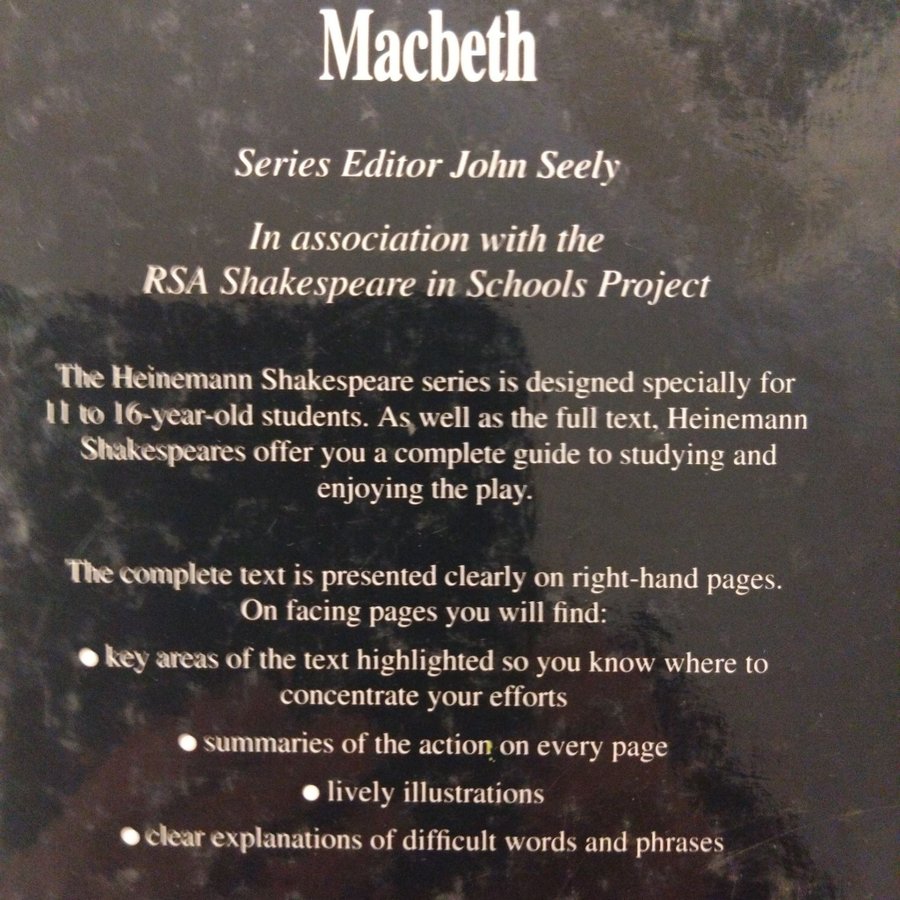 Macbeth
Series Editor John Seely
In association with the
RSA Shakespeare in Schools Project
The Heinemann Shakespeare series is designed specially for
11 to 16-year-old students. As well as the full text, Heinemann
Shakespeares offer you a complete guide to studying and
enjoying the play.
The complete text is presented clearly on right-hand pages.
On facing pages you will find:
● key areas of the text highlighted so you know where to
concentrate your efforts
● summaries of the action on every page
● lively illustrations
● clear explanations of difficult words and phrases